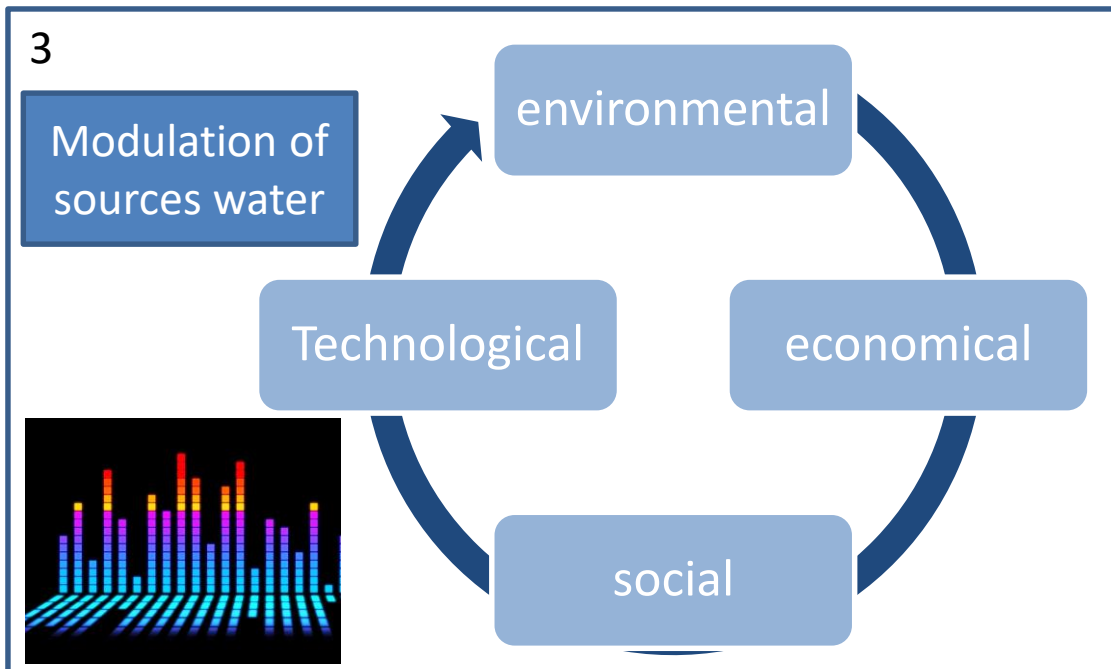 3
Modulation of
sources water
environmental
economical
social
Technological